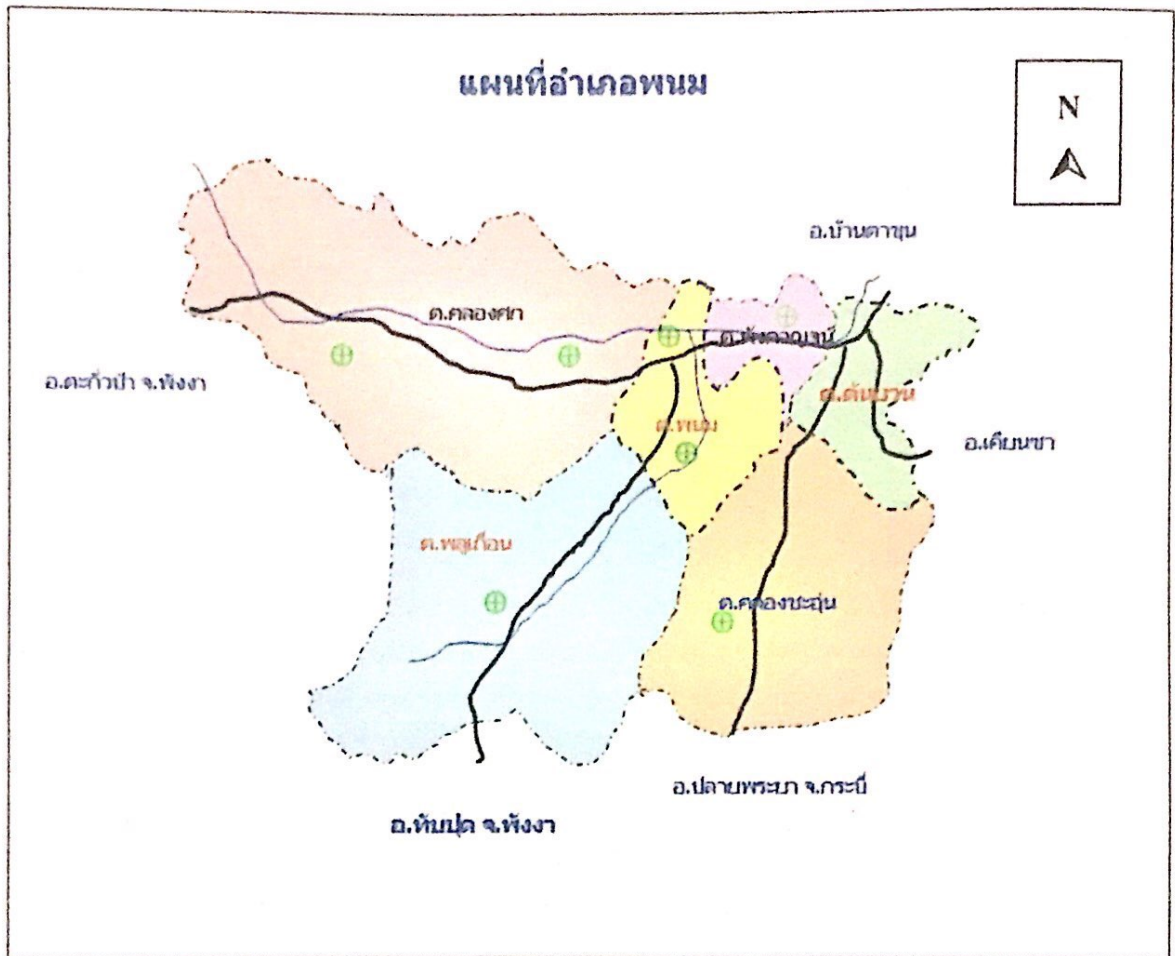 แผนที่อำเภอพนม
N
อ.บ้านตาขุน
ต.คลองศก
ต.พังกาญจน์
อ.ตะกั่วป่า จ.พังงา
ต.ต้นยวน
ต.พนม
อ.เคียนซา
ต.พลูเถื่อน
ต.คลองชะอุ่น
อ.ปลายพระยา จ.กระบี่
อ.ทับปุด จ.พังงา